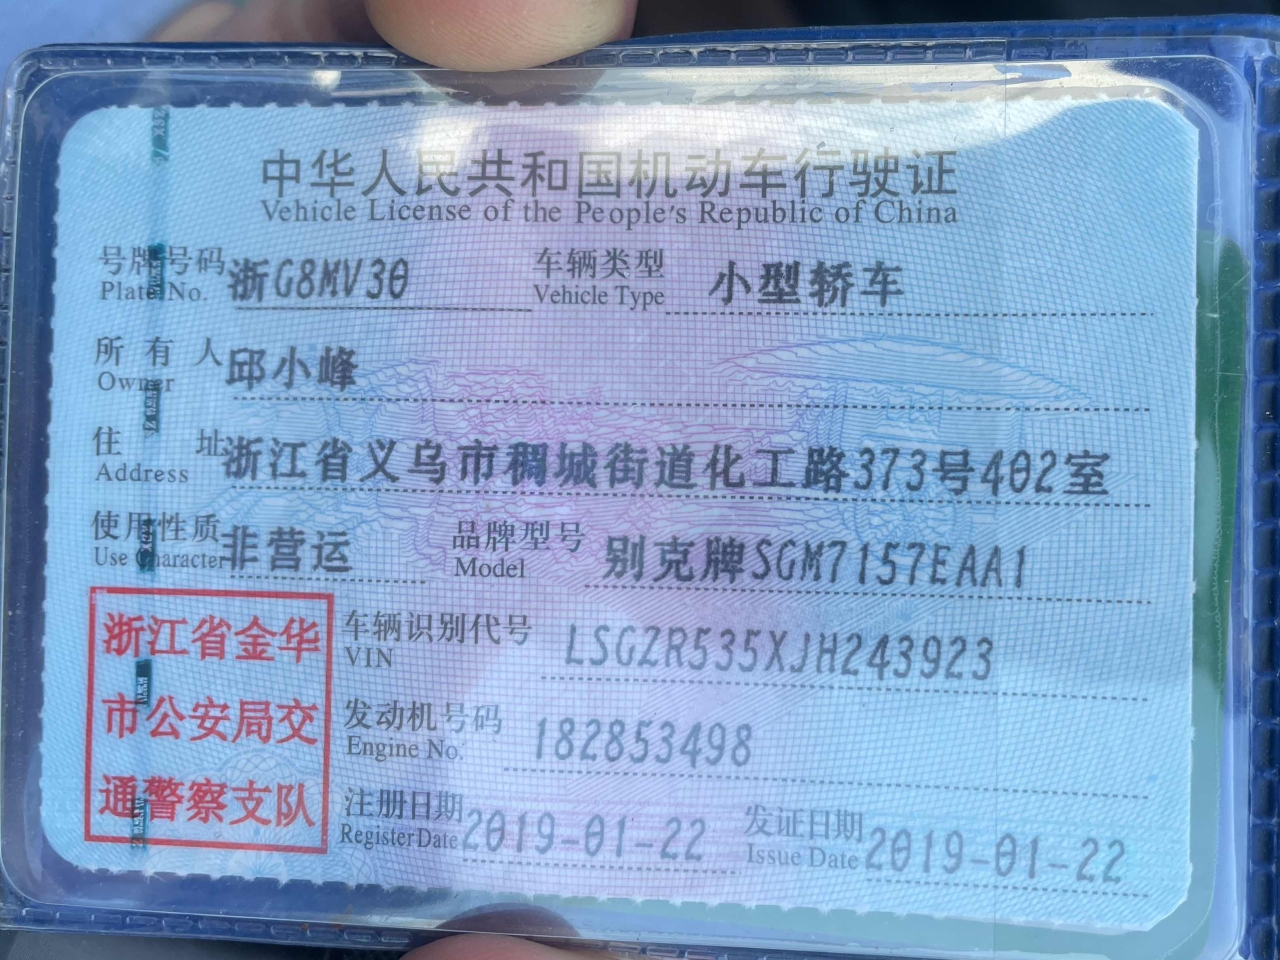 中华人民共和国机动车行驶证
Vehicle License of the People's Republic of China
号牌号码 浙G8MV30 车辆类型 小型轿车
Plate No. Vehicle Type
所有人 邱小峰
Owner
住址 浙江省义乌市稠城街道化工路373号402室
Address
使用性质 非营运 品牌型号 别克牌SGM7157EAA1
Use Character Model
浙江省金华
市公安局交
通警察支队
车辆识别代号 LSGZR535XJH243923
VIN
发动机号码 182853498
Engine No.
注册日期 2019-01-22 发证日期 2019-01-22
Register Date Issue Date